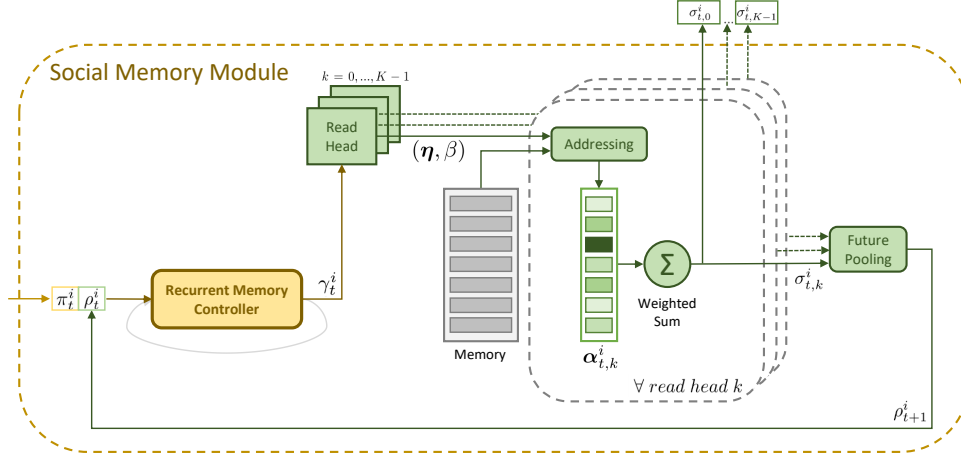 σ^i_{t,0} ... σ^i_{t,K−1}
Social Memory Module
k = 0, ..., K − 1
Read
Head
(η, β)
Addressing
Future
Pooling
Σ
σ^i_{t,k}
γ^i_t
Recurrent Memory
Controller
π^i_t ρ^i_t
Weighted
Sum
Memory
α^i_{t,k}
∀ read head k
ρ^i_{t+1}